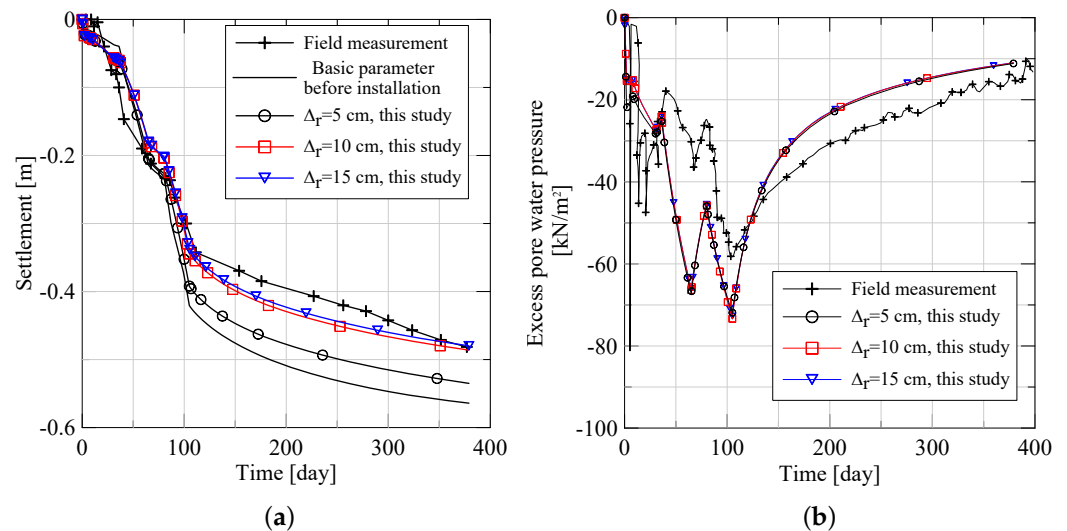 0
-0.2
-0.4
-0.6
Settlement [m]
0
100
200
300
400
Time [day]
Field measurement
Basic parameter
before installation
Δr=5 cm, this study
Δr=10 cm, this study
Δr=15 cm, this study
(a)
0
-20
-40
-60
-80
-100
Excess pore water pressure
[kN/m²]
0
100
200
300
400
Time [day]
Field measurement
Δr=5 cm, this study
Δr=10 cm, this study
Δr=15 cm, this study
(b)